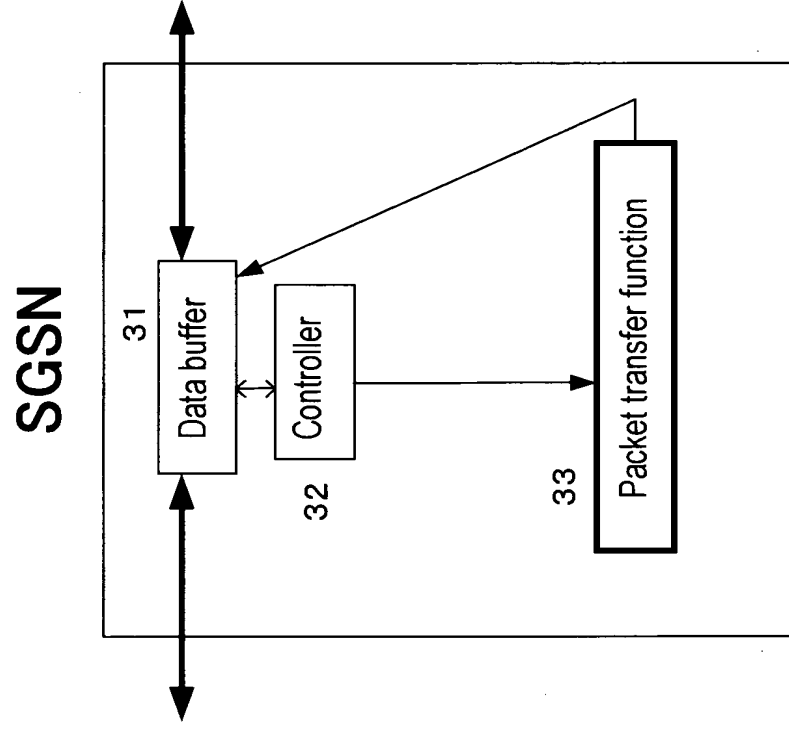 SGSN
31
Data buffer
32
Controller
33
Packet transfer function